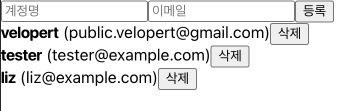 계정명 이메일 등록
velopert (public.velopert@gmail.com) 삭제
tester (tester@example.com) 삭제
liz (liz@example.com) 삭제